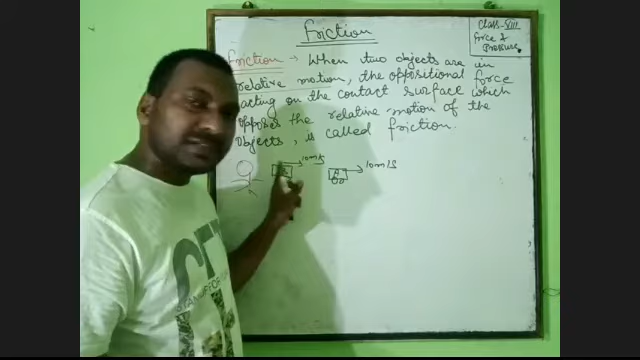 Friction
Class-VIII
Force &
Pressure
Friction → When two objects are in
relative motion, the oppositional force
acting on the contact surface which
opposes the relative motion of the
objects, is called friction.
10m/s
A
10m/s